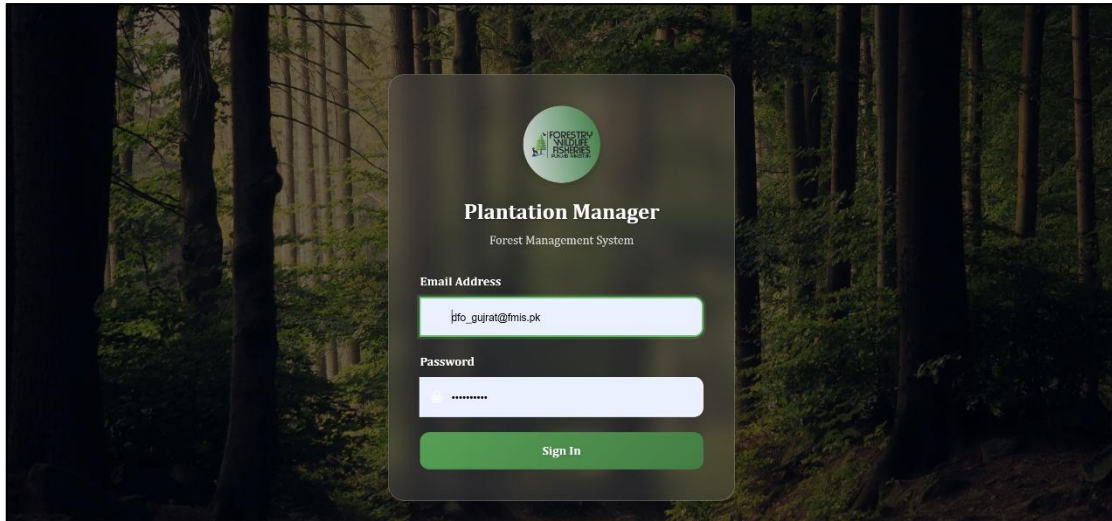 FORESTRY
WILDLIFE
FISHERIES
Plantation Manager
Forest Management System
Email Address
dfo_gujrat@fmis.pk
Password
Sign In